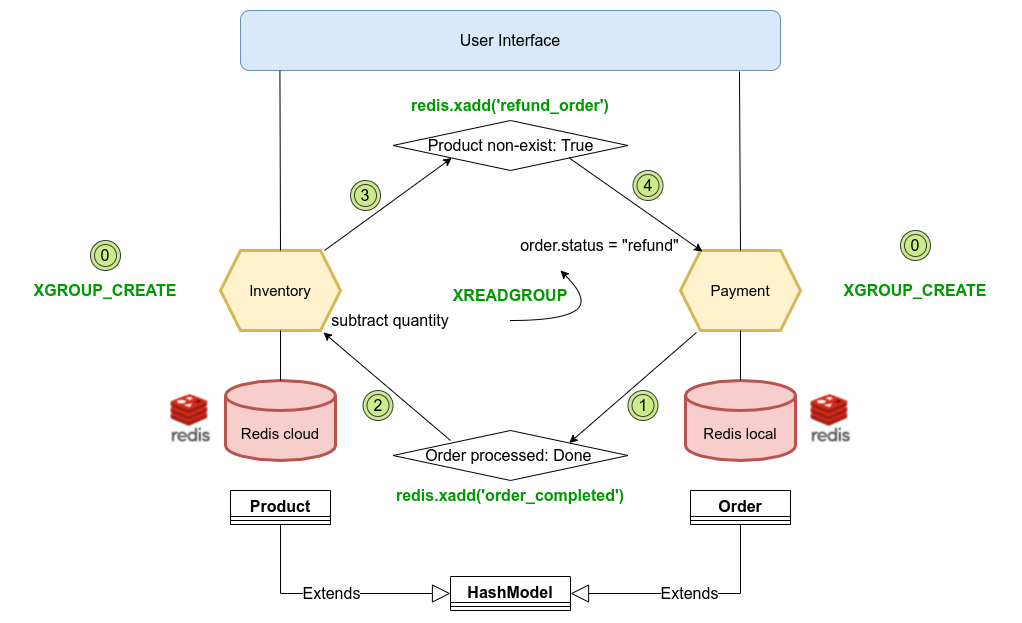 User Interface
redis.xadd('refund_order')
Product non-exist: True
3
4
0
XGROUP_CREATE
Inventory
order.status = "refund"
XREADGROUP
subtract quantity
Payment
0
XGROUP_CREATE
2
1
redis
Redis cloud
Order processed: Done
redis.xadd('order_completed')
Redis local
redis
Product
Order
Extends
HashModel
Extends